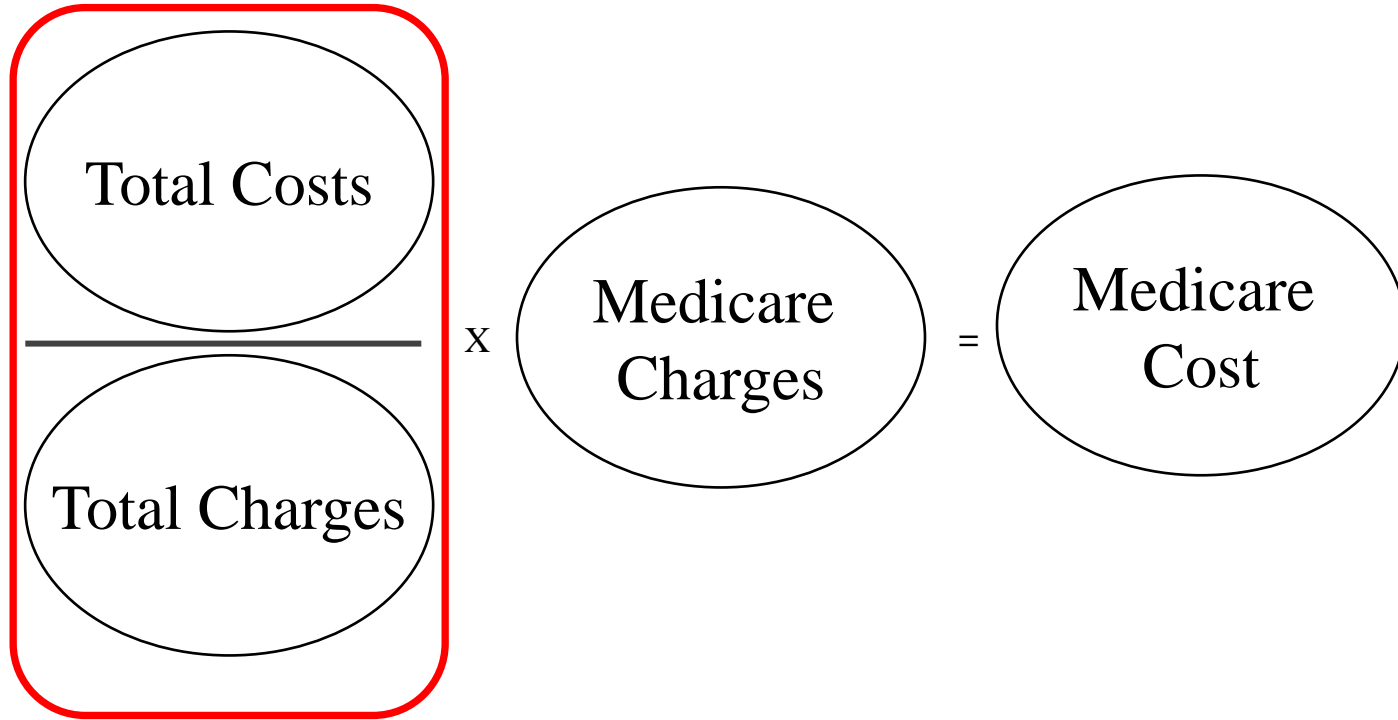 Total Costs
Total Charges
X
Medicare
Charges
=
Medicare
Cost